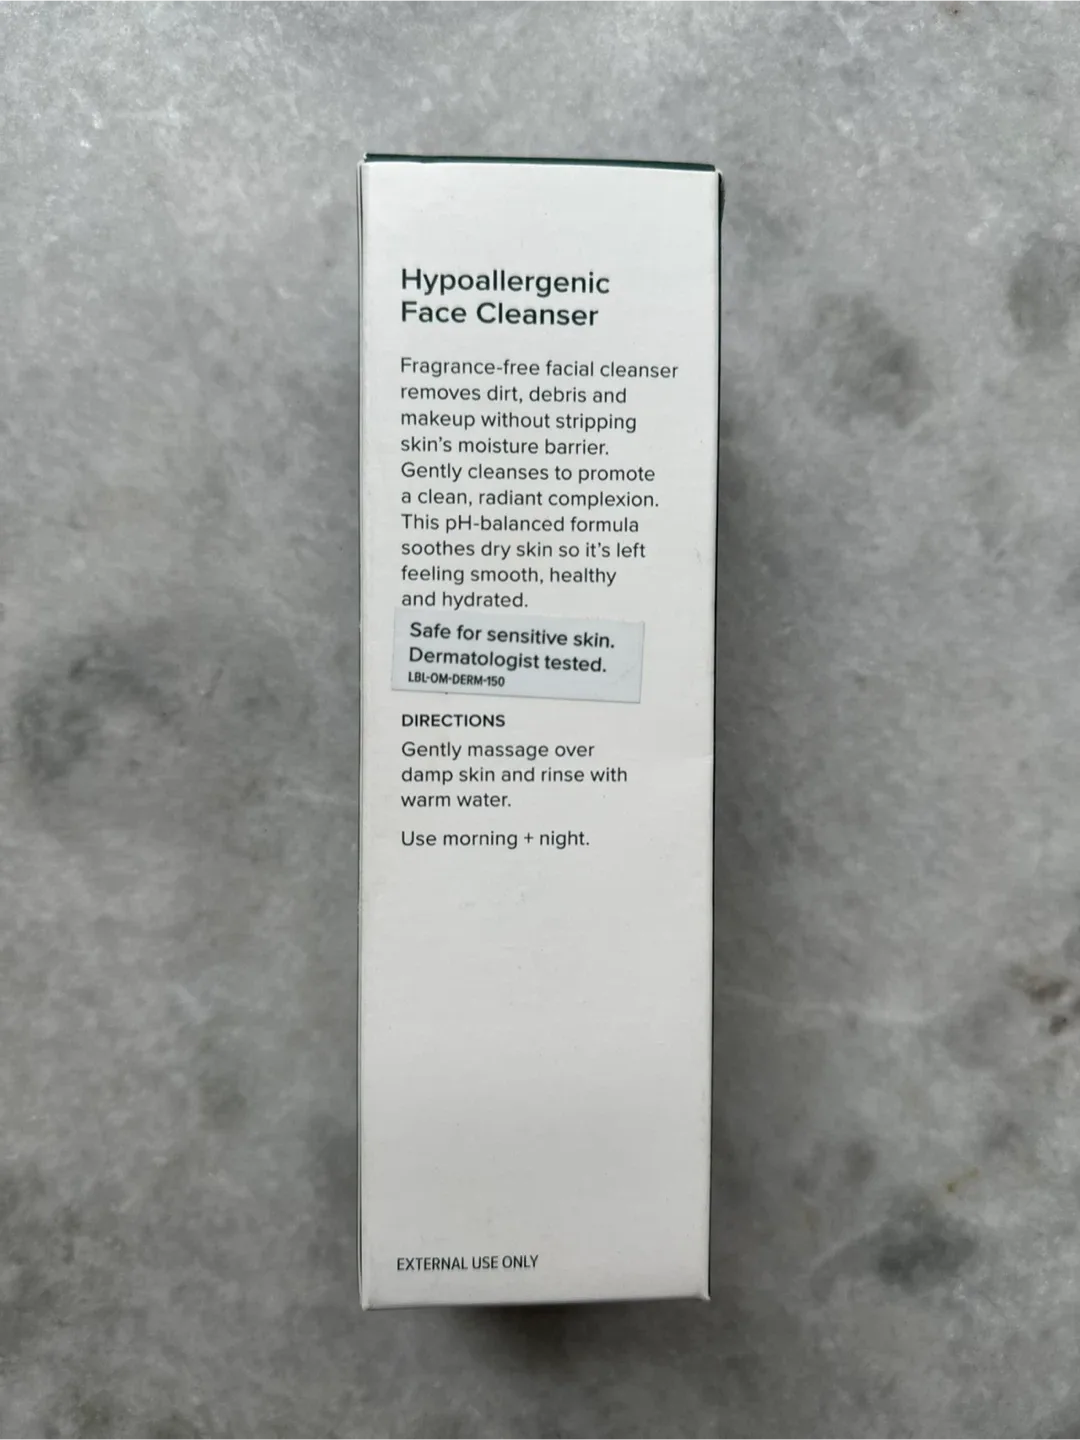 Hypoallergenic
Face Cleanser
Fragrance-free facial cleanser
removes dirt, debris and
makeup without stripping
skin's moisture barrier.
Gently cleanses to promote
a clean, radiant complexion.
This pH-balanced formula
soothes dry skin so it's left
feeling smooth, healthy
and hydrated.
Safe for sensitive skin.
Dermatologist tested.
LBL-OM-DERM-150
DIRECTIONS
Gently massage over
damp skin and rinse with
warm water.
Use morning + night.
EXTERNAL USE ONLY